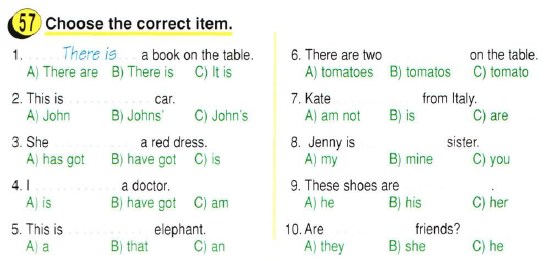 57 Choose the correct item.
1. There is a book on the table.
A) There are B) There is C) It is
2. This is ............ car.
A) John B) Johns' C) John's
3. She ............ a red dress.
A) has got B) have got C) is
4. I ............ a doctor.
A) is B) have got C) am
5. This is ............ elephant.
A) a B) that C) an
6. There are two ............ on the table.
A) tomatoes B) tomatos C) tomato
7. Kate ............ from Italy.
A) am not B) is C) are
8. Jenny is ............ sister.
A) my B) mine C) you
9. These shoes are ............ .
A) he B) his C) her
10. Are ............ friends?
A) they B) she C) he